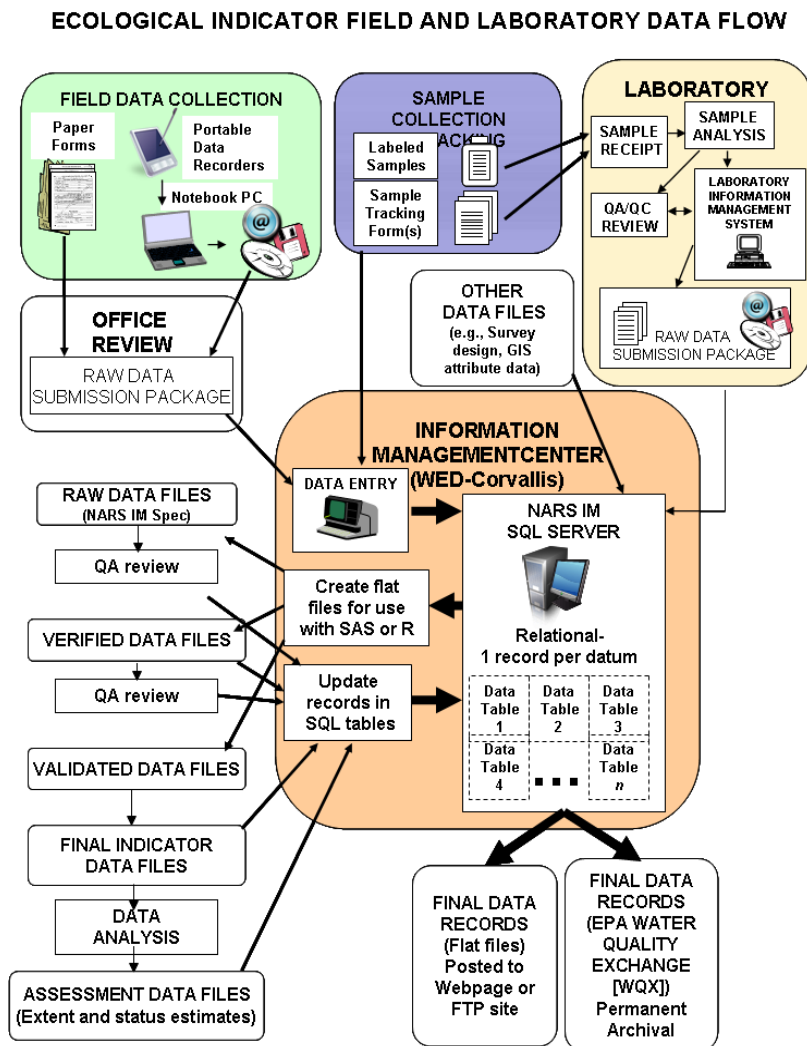 ECOLOGICAL INDICATOR FIELD AND LABORATORY DATA FLOW
FIELD DATA COLLECTION
Paper
Forms
Portable
Data
Recorders
Notebook PC
SAMPLE
COLLECTION
Labeled
Samples
Sample
Tracking
Form(s)
LABORATORY
SAMPLE
RECEIPT
SAMPLE
ANALYSIS
QA/QC
REVIEW
LABORATORY
INFORMATION
MANAGEMENT
SYSTEM
RAW DATA
SUBMISSION PACKAGE
OFFICE
REVIEW
RAW DATA
SUBMISSION PACKAGE
OTHER
DATA FILES
(e.g., Survey
design, GIS
attribute data)
INFORMATION
MANAGEMENTCENTER
(WED-Corvallis)
DATA ENTRY
NARS IM
SQL SERVER
Relational-
1 record per datum
Data
Table
1
Data
Table
2
Data
Table
3
Data
Table
4
...
Data
Table
n
Create flat
files for use
with SAS or R
Update
records in
SQL tables
RAW DATA FILES
(NARS IM Spec)
QA review
VERIFIED DATA FILES
QA review
VALIDATED DATA FILES
FINAL INDICATOR
DATA FILES
DATA
ANALYSIS
ASSESSMENT DATA FILES
(Extent and status estimates)
FINAL DATA
RECORDS
(Flat files)
Posted to
Webpage or
FTP site
FINAL DATA
RECORDS
(EPA WATER
QUALITY
EXCHANGE
[WQX])
Permanent
Archival